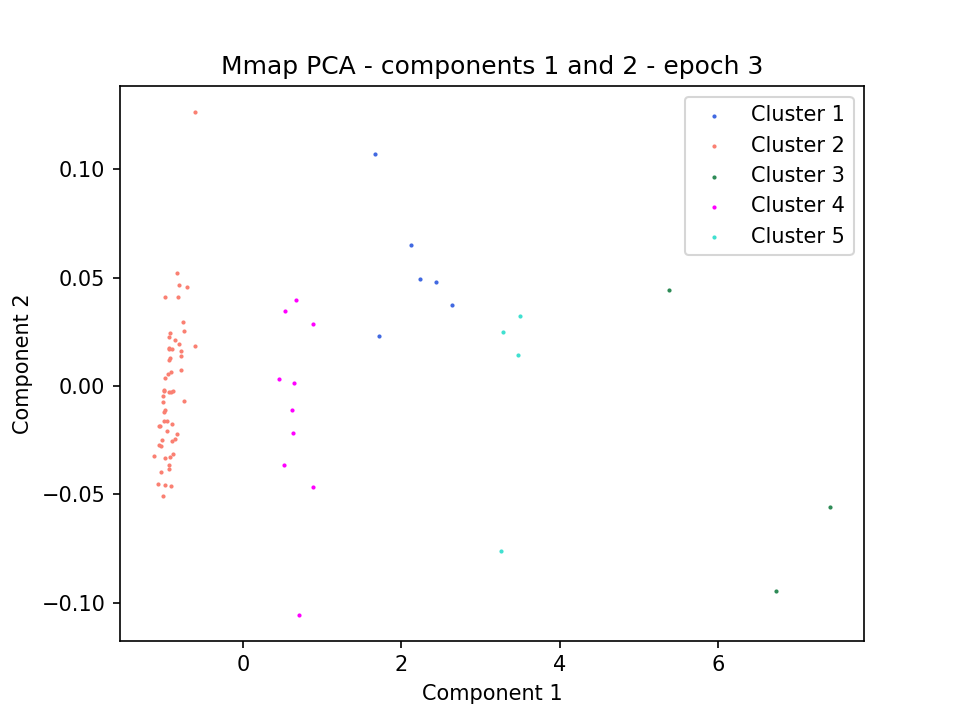 Mmap PCA - components 1 and 2 - epoch 3
Cluster 1
Cluster 2
Cluster 3
Cluster 4
Cluster 5
0.10
0.05
0.00
−0.05
−0.10
Component 2
0 2 4 6
Component 1